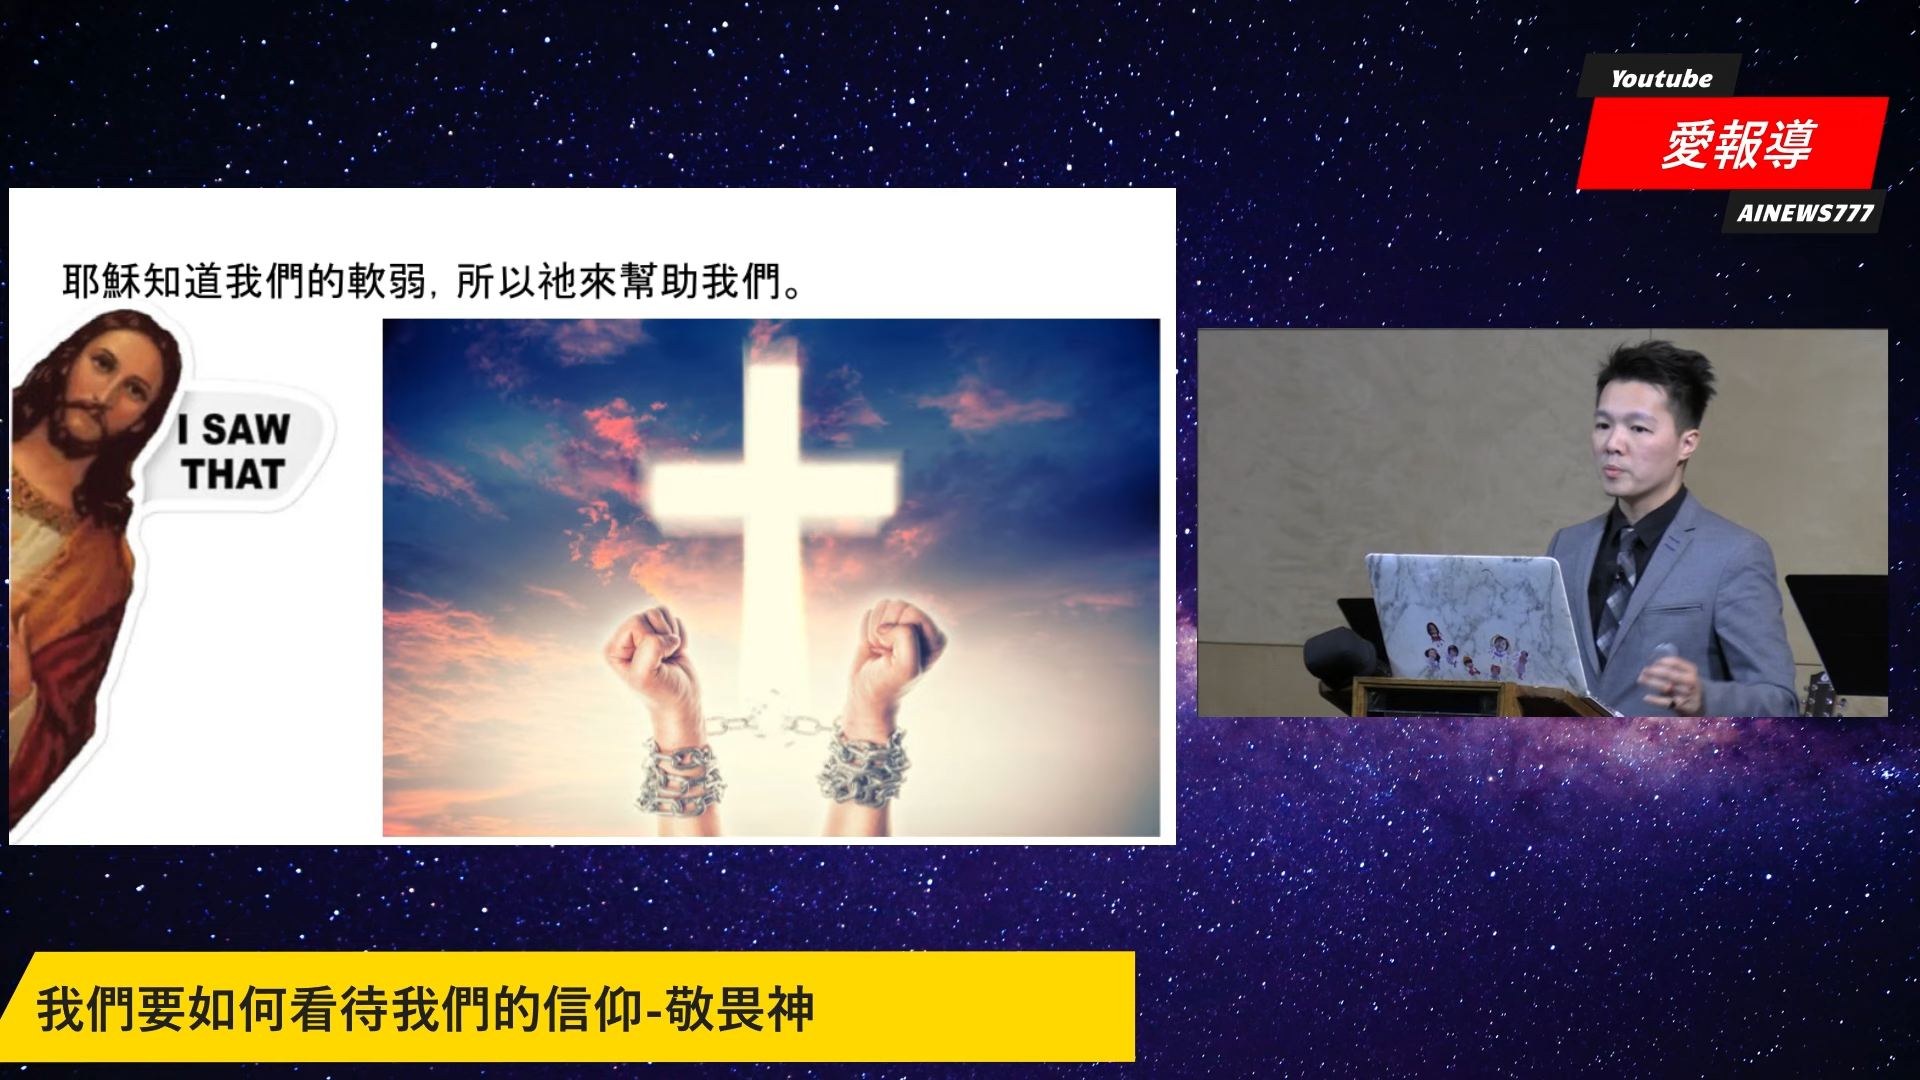 Youtube
愛報導
AINEWS777
耶穌知道我們的軟弱，所以祂來幫助我們。
I SAW
THAT
我們要如何看待我們的信仰-敬畏神